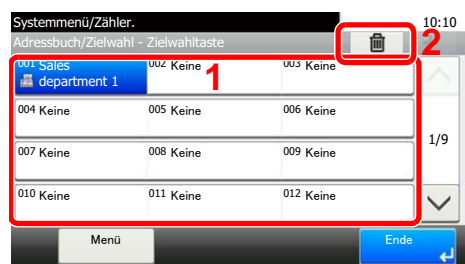 Systemmenü/Zähler.
10:10
Adressbuch/Zielwahl - Zielwahltaste
2
001 Sales department 1
002 Keine
003 Keine
1
004 Keine
005 Keine
006 Keine
1/9
007 Keine
008 Keine
009 Keine
010 Keine
011 Keine
012 Keine
Menü
Ende